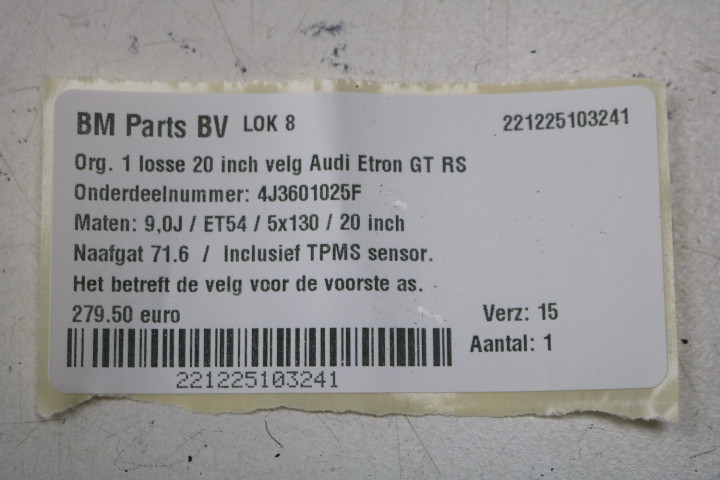 BM Parts BV LOK 8 221225103241
Org. 1 losse 20 inch velg Audi Etron GT RS
Onderdeelnummer: 4J3601025F
Maten: 9,0J / ET54 / 5x130 / 20 inch
Naafgat 71.6 / Inclusief TPMS sensor.
Het betreft de velg voor de voorste as.
279.50 euro Verz: 15
Aantal: 1
221225103241